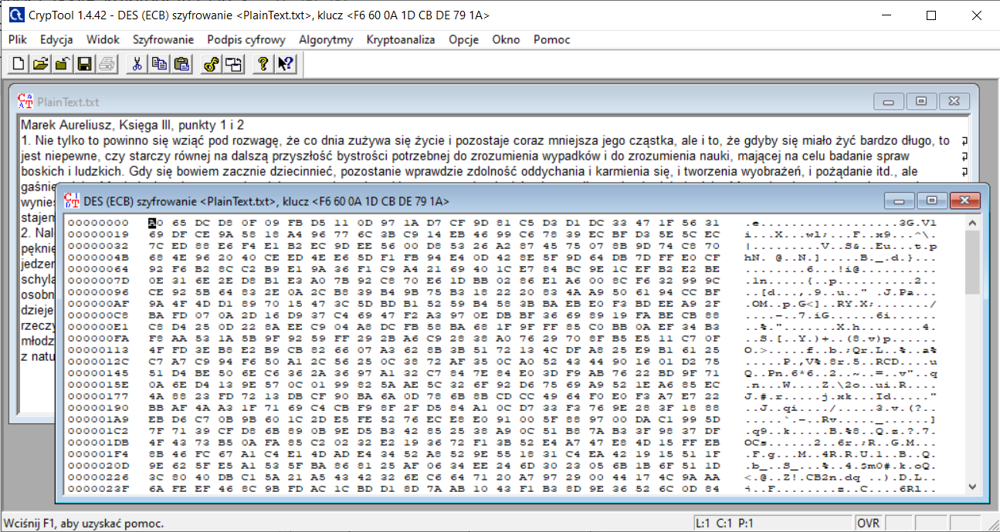 CrypTool 1.4.42 - DES (ECB) szyfrowanie <PlainText.txt>, klucz <F6 60 0A 1D CB DE 79 1A>
Plik Edycja Widok Szyfrowanie Podpis cyfrowy Algorytmy Kryptoanaliza Opcje Okno Pomoc
PlainText.txt
Marek Aureliusz, Księga III, punkty 1 i 2
1. Nie tylko to powinno się wziąć pod rozwagę, że co dnia zużywa się życie i pozostaje coraz mniejsza jego cząstka, ale i to, że gdyby się miało żyć bardzo długo, to
jest niepewne, czy starczy równej na dalszą przyszłość bystrości potrzebnej do zrozumienia wypadków i do zrozumienia nauki, mającej na celu badanie spraw
boskich i ludzkich. Gdy się bowiem zacznie dziecinnieć, pozostanie wprawdzie zdolność oddychania i karmienia się, i tworzenia wyobrażeń, i pożądanie itd., ale
DES (ECB) szyfrowanie <PlainText.txt>, klucz <F6 60 0A 1D CB DE 79 1A>
00000000 A0 65 DC D8 0F 09 FB D5 11 0D 97 1A D7 CF 9D 81 C5 D3 D1 DC 33 47 1F 56 31 .e..................3G.V1
00000019 69 DF CE 9A 58 18 A4 96 77 6C 3B C9 14 EB 46 99 C6 78 39 EC BF D3 5E 5C EC i...X...wl;...F..x9...^\.
00000032 7C ED 88 E6 F4 E1 B2 EC 9D EE 56 00 D8 53 26 A2 87 45 75 07 8B 9D 74 C8 70 |.........V..S&..Eu...t.p
0000004B 68 4E 96 20 40 CE ED 4E E6 5D F1 FB 94 E4 0D 42 8E 5F 9D 64 DB 7D FF E0 CF hN. @..N.].....B._.d.}...
00000064 92 F6 B2 8C C2 B9 E1 9A 36 F1 C9 A4 21 69 40 1C E7 84 BC 9E 1C EF B2 E2 BE ........6...!i@..........
0000007D 0E 31 6E 2E D8 B1 E3 A0 7B 92 C8 70 E6 1D BB 02 86 E1 A6 00 8C F6 32 99 9C .1n.....{..p..........2..
00000096 CE 92 5B 64 83 2E 0A 2C B8 39 B4 9B 75 B3 18 22 20 83 4A A9 50 61 94 CC BF ..[d...,.9..u.." .J.Pa...
000000AF 9A 4F 4D D1 89 70 15 47 3C 5D BD B1 52 59 B4 58 3B BA EB E0 F3 BD EE A9 2F .OM..p.G<]..RY.X;......./
000000C8 BA FD 07 0A 2D 16 D9 37 C4 69 47 F2 A3 97 0E DB BF 36 69 89 19 FA BE CB 88 ....-..7.iG......6i......
000000E1 C8 D4 25 0D 22 8A EE C9 04 A8 DC FB 58 BA 68 1F 9F FF 85 C0 BB 0A EF 34 B3 ..%.".......X.h........4.
000000FA F8 AA 53 1A 5B 9F 92 59 FF 29 2B A6 C9 28 38 A0 76 29 70 8F B5 E5 11 C7 0F ..S.[..Y.)+..(8.v)p......
00000113 4F FD 3E B8 E2 B9 CB 82 66 07 A3 62 8B 3B 51 72 13 4C DF A8 25 E9 B1 61 25 O.>.....f..b.;Qr.L..%..a%
0000012C C7 A7 C9 94 F6 50 A1 2C 56 25 0C 38 72 AF 35 0C A0 52 43 44 90 16 01 D2 75 .....P.,V%.8r.5..RCD....u
00000145 51 D4 BE 50 6E C6 36 2A 36 97 A1 32 C7 84 7E 84 E0 3D F9 AB 76 22 BD 9F 71 Q..Pn.6*6..2..~..=..v"..q
0000015E 0A 6E D4 13 9E 57 0C 01 99 82 5A AE 5C 32 6F 92 D6 75 69 A9 52 1E A6 85 EC .n...W....Z.\2o..ui.R....
00000177 4A 88 23 FD 72 13 DB CF 90 BA 6A 0D 78 6B 8B CD CC 49 64 F0 E0 F3 A7 E7 22 J.#.r.....j.xk...Id....."
00000190 BB AF 4A A3 1F 71 69 C4 CB F9 8F 2F D5 84 A1 0C D7 33 F3 76 9E 28 3F 18 88 ..J..qi..../.....3.v.(?..
000001A9 EB D6 C7 0B 9B 60 1C 2D E5 FE 52 76 EC E8 E0 91 00 5F 88 97 00 DA C1 99 5D .....`.-..Rv....._......]
000001C2 7F 71 39 CF D8 6B 89 0B 9E D5 B3 42 85 25 38 A9 0C 51 B8 7A B3 3F 98 37 DF .q9..k.....B.%8..Q.z.?.7.
000001DB 4F 43 73 B5 0A FA 85 C2 02 32 E2 19 36 72 F1 3B 52 E4 A7 47 E8 4D 15 FF EB OCs......2..6r.;R..G.M...
000001F4 8B 46 FC 67 A1 C4 E1 4D AD E4 34 52 A8 52 9E 55 18 31 C4 EA 42 19 15 51 1F .F.g...M..4R.R.U.1..B..Q.
0000020D 9E 62 5F E5 A1 53 5F BA 86 81 25 AF 06 34 EE 24 6D 30 23 05 6B 1B 6F 51 1D .b_..S_...%..4.$m0#.k.oQ.
00000226 3C 80 40 DB C1 5A 21 A5 43 42 32 6E C6 64 71 20 A7 97 29 00 44 17 4C 9A AA <.@..Z!.CB2n.dq ..).D.L..
0000023F 6A FE EF 46 8C 9B FD AC 1C BD D1 8D 7A AB 10 43 F1 B3 8D 9E 36 52 6C 0D 84 j..F........z..C....6Rl..
Wciśnij F1, aby uzyskać pomoc.
L:1 C:1 P:1
OVR